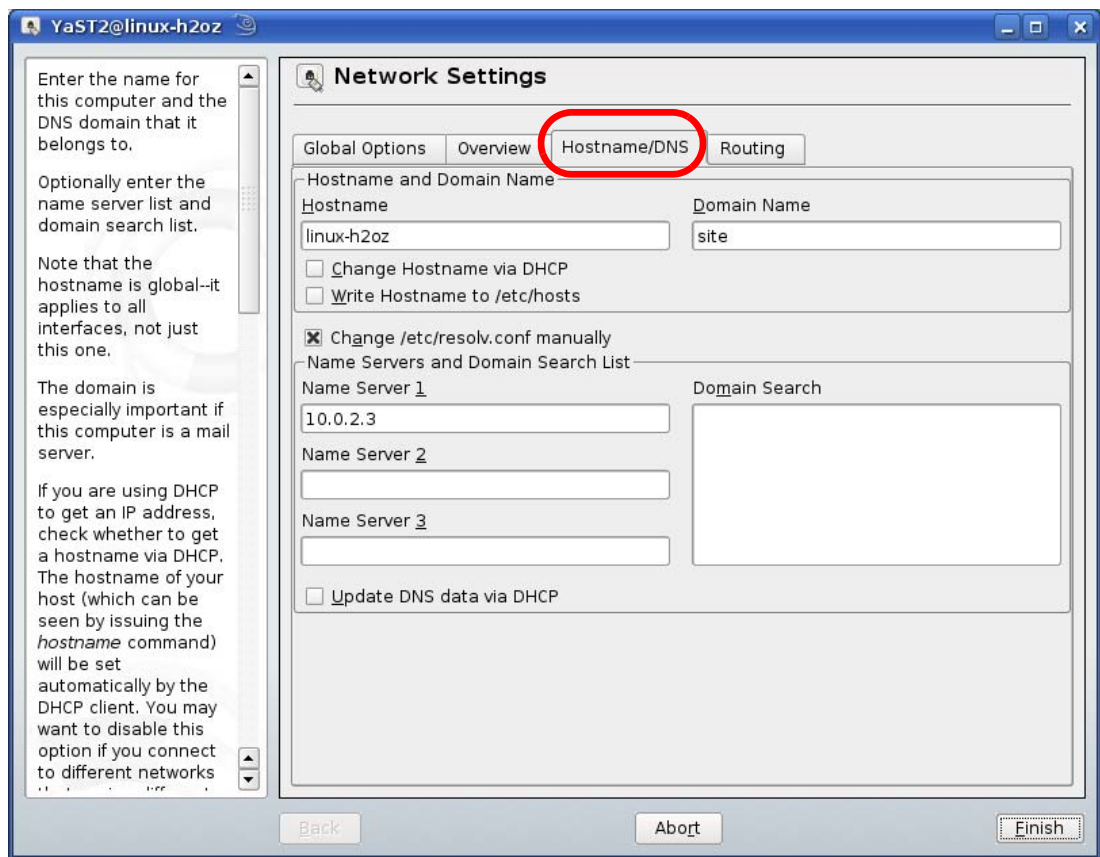 YaST2@linux-h2oz
Enter the name for
this computer and the
DNS domain that it
belongs to.
Optionally enter the
name server list and
domain search list.
Note that the
hostname is global--it
applies to all
interfaces, not just
this one.
The domain is
especially important if
this computer is a mail
server.
If you are using DHCP
to get an IP address,
check whether to get
a hostname via DHCP.
The hostname of your
host (which can be
seen by issuing the
hostname command)
will be set
automatically by the
DHCP client. You may
want to disable this
option if you connect
to different networks
Network Settings
Global Options Overview Hostname/DNS Routing
Hostname and Domain Name
Hostname Domain Name
linux-h2oz site
Change Hostname via DHCP
Write Hostname to /etc/hosts
Change /etc/resolv.conf manually
Name Servers and Domain Search List
Name Server 1 Domain Search
10.0.2.3
Name Server 2
Name Server 3
Update DNS data via DHCP
Back Abort Finish